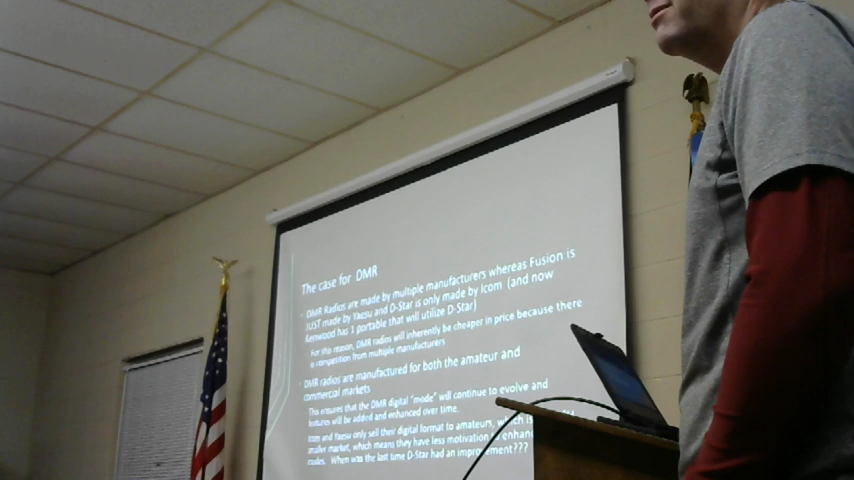 The case for DMR
DMR Radios are made by multiple manufacturers whereas Fusion is
JUST made by Yaesu and D-Star is only made by Icom (and now
Kenwood has 1 portable that will utilize D-Star)
For this reason, DMR radios will inherently be cheaper in price because there
is competition from multiple manufacturers
DMR radios are manufactured for both the amateur and
commercial markets
This ensures that the DMR digital "mode" will continue to evolve and
features will be added and enhanced over time.
Icom and Yaesu only sell their digital format to amateurs, which is
smaller market, which means they have less motivation to enhan
modes. When was the last time D-Star had an improvement???